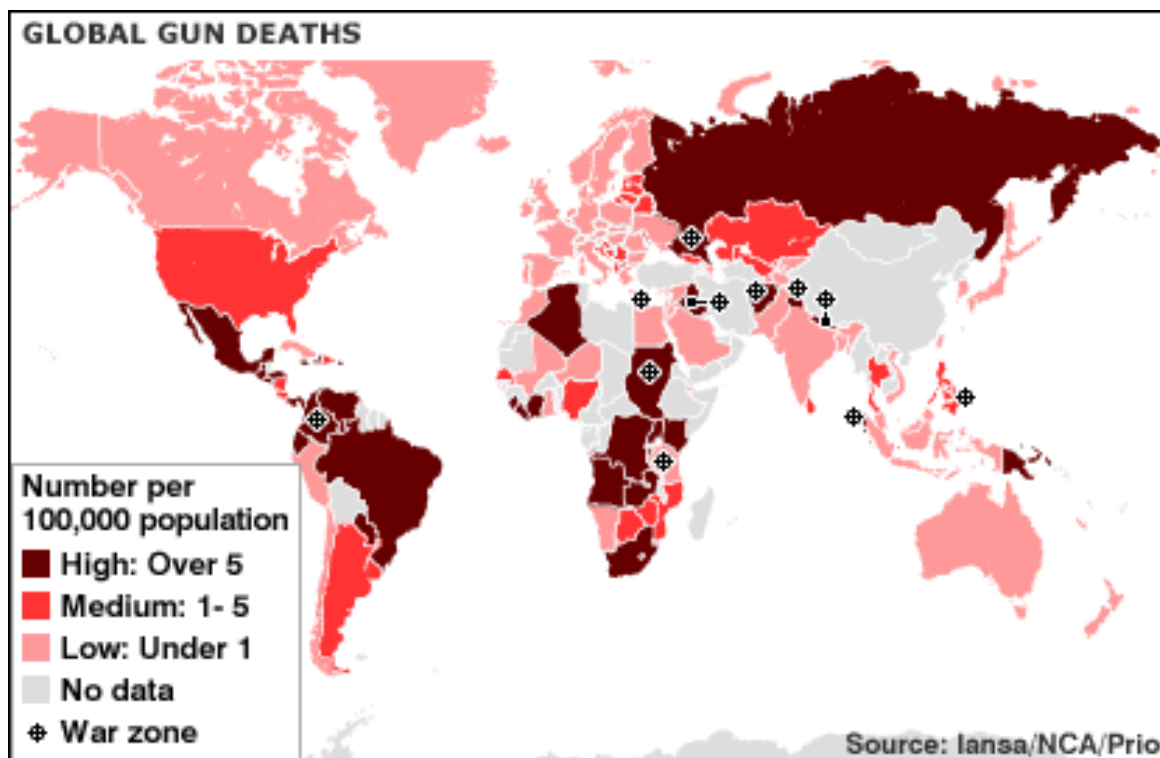 GLOBAL GUN DEATHS
Number per
100,000 population
High: Over 5
Medium: 1- 5
Low: Under 1
No data
War zone
Source: Iansa/NCA/Prio